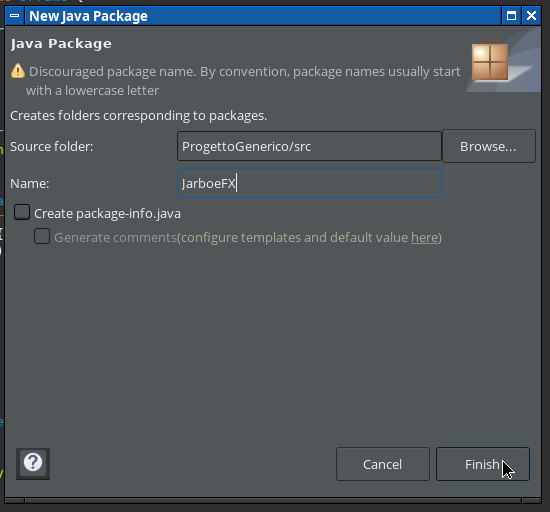 New Java Package
Java Package
Discouraged package name. By convention, package names usually start
with a lowercase letter
Creates folders corresponding to packages.
Source folder: ProgettoGenerico/src Browse...
Name: JarboeFX
Create package-info.java
Generate comments(configure templates and default value here)
? Cancel Finish